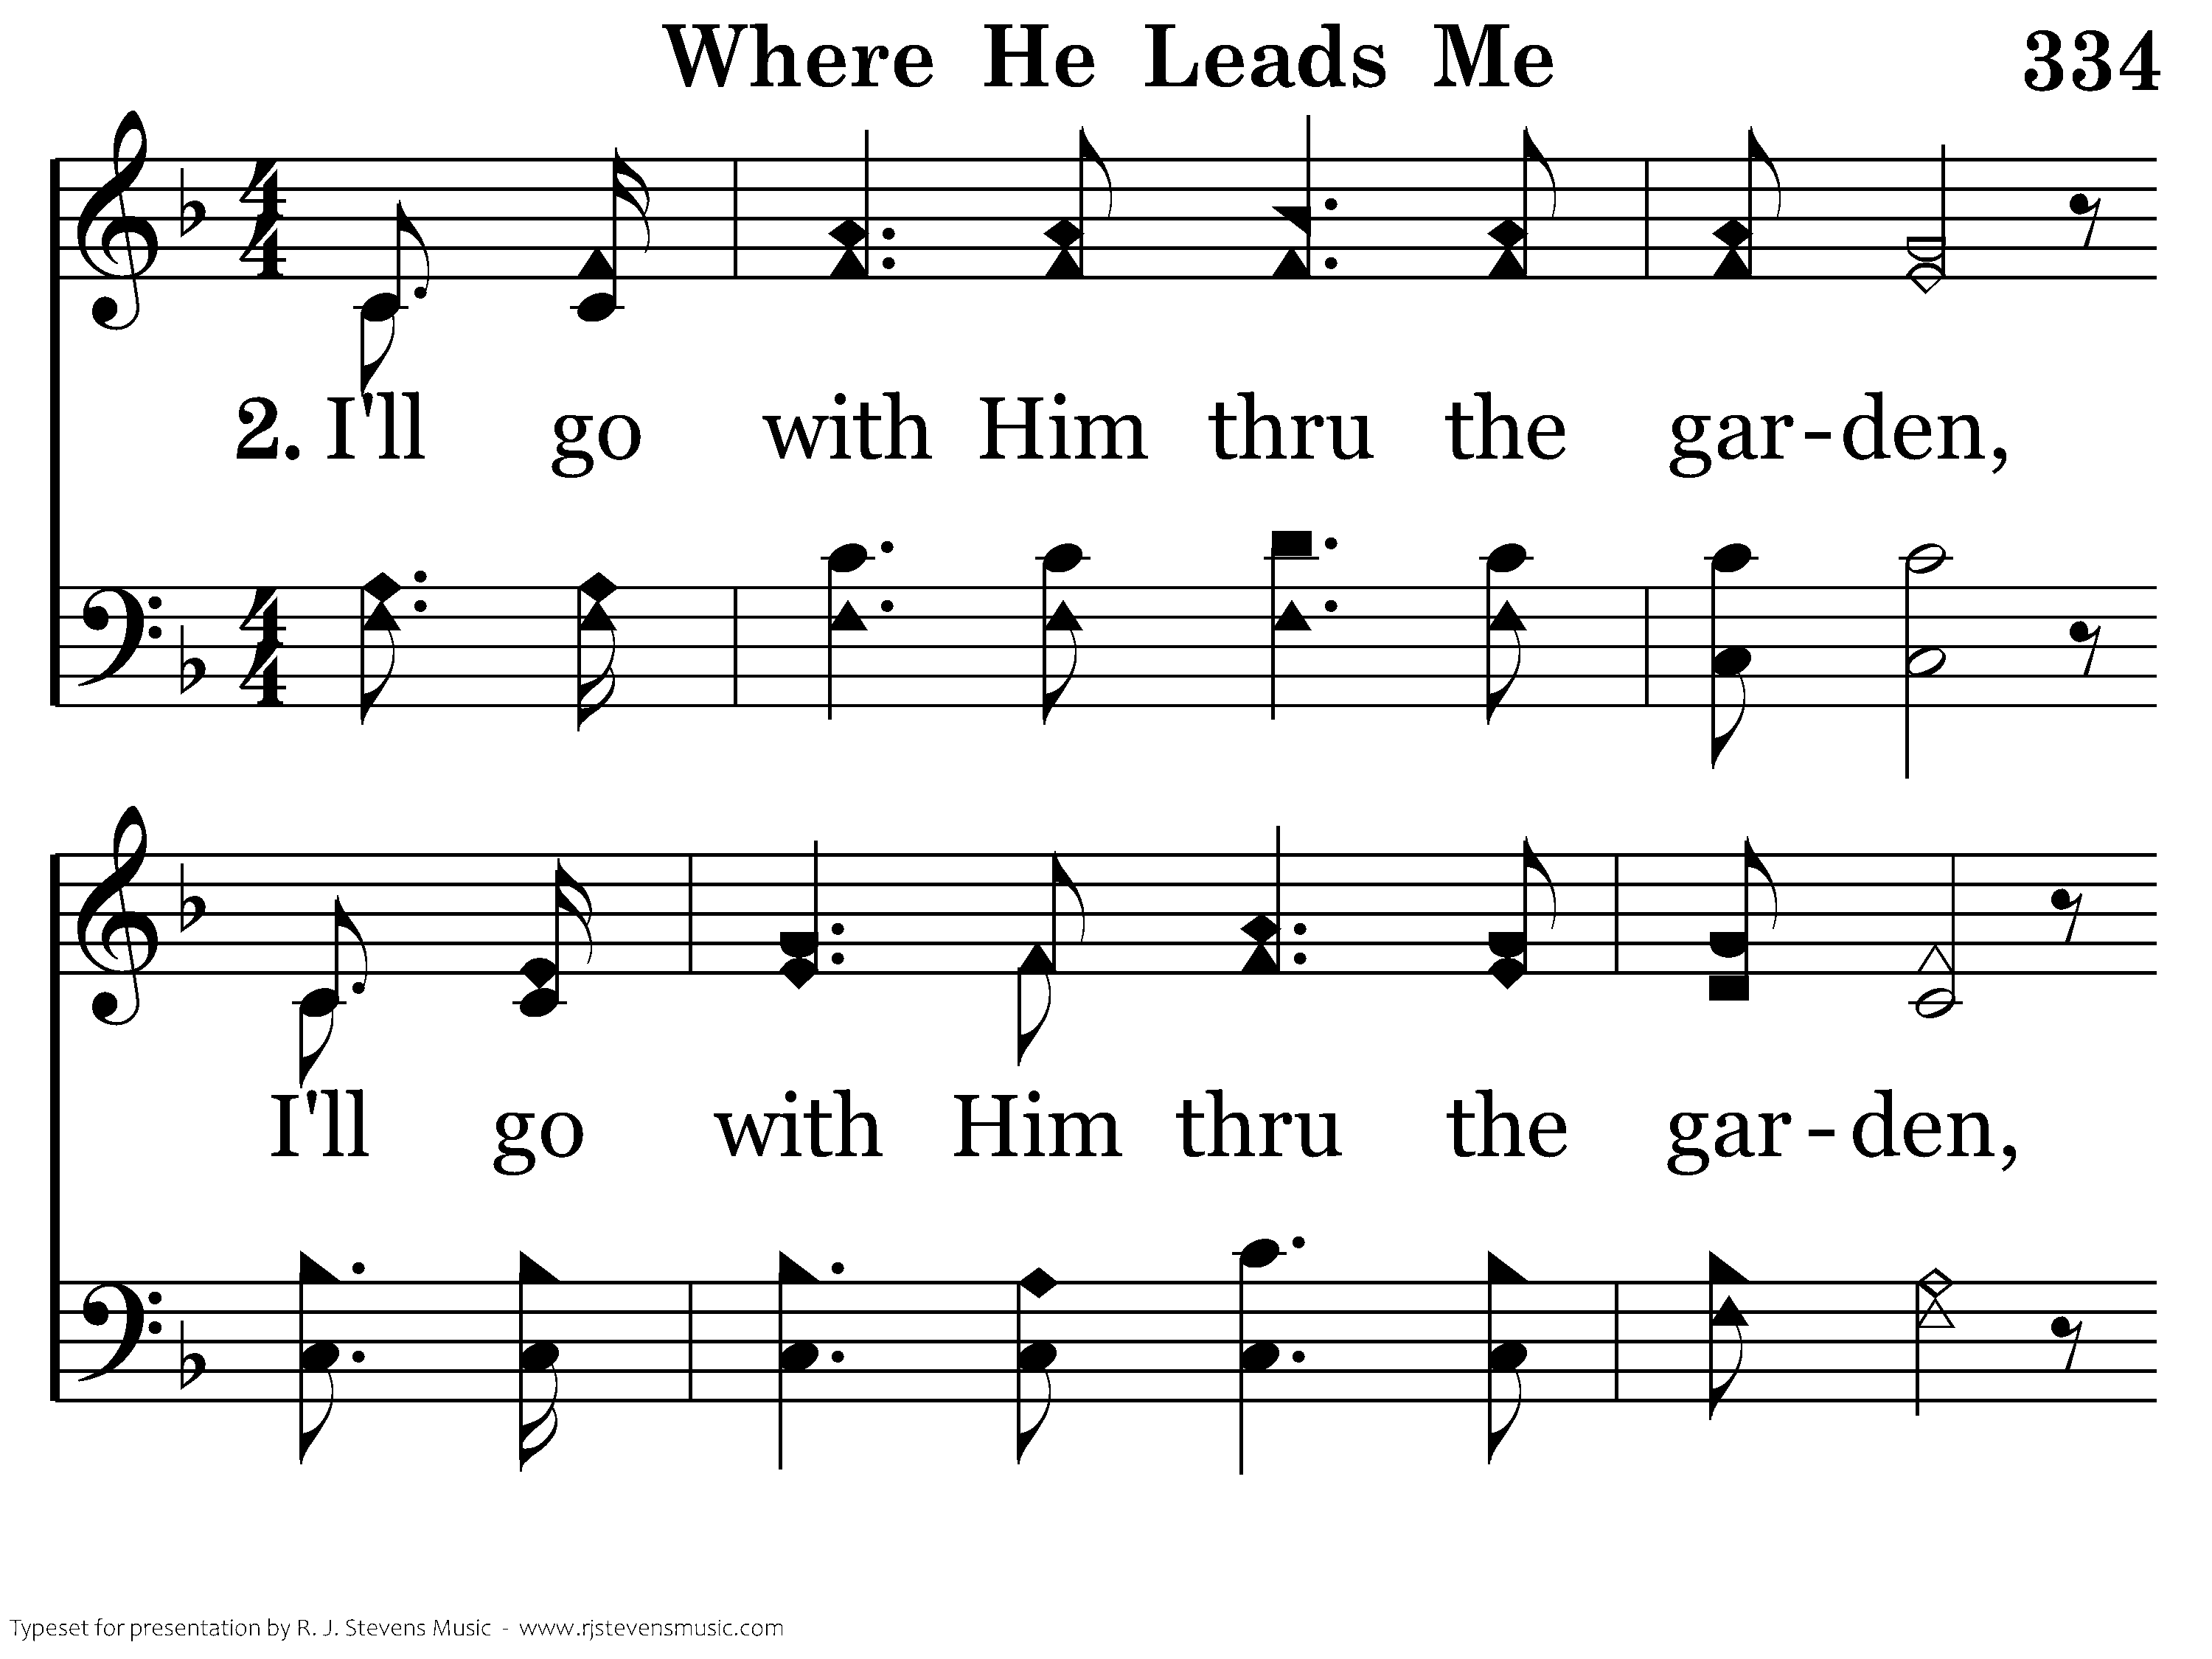 Where He Leads Me 334
2. I'll go with Him thru the gar-den,
I'll go with Him thru the gar-den,
Typeset for presentation by R. J. Stevens Music - www.rjstevensmusic.com